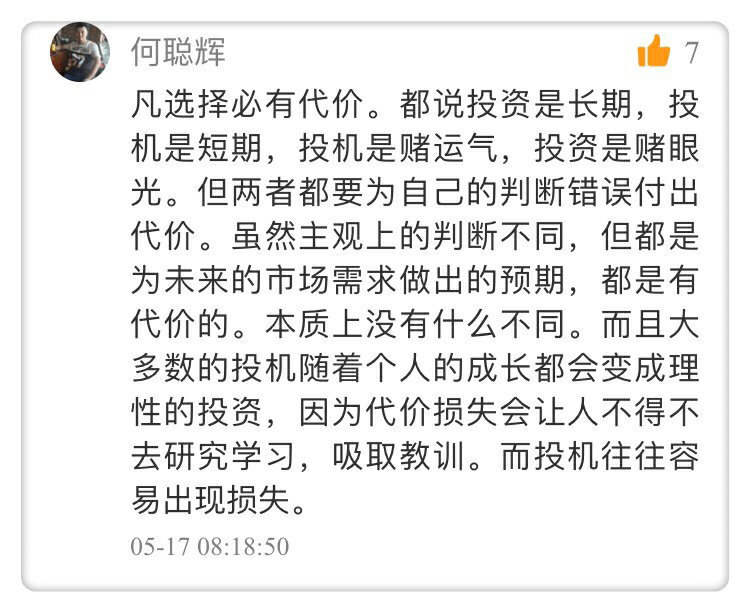 何聪辉
7
凡选择必有代价。都说投资是长期，投
机是短期，投机是赌运气，投资是赌眼
光。但两者都要为自己的判断错误付出
代价。虽然主观上的判断不同，但都是
为未来的市场需求做出的预期，都是有
代价的。本质上没有什么不同。而且大
多数的投机随着个人的成长都会变成理
性的投资，因为代价损失会让人不得不
去研究学习，吸取教训。而投机往往容
易出现损失。
05-17 08:18:50